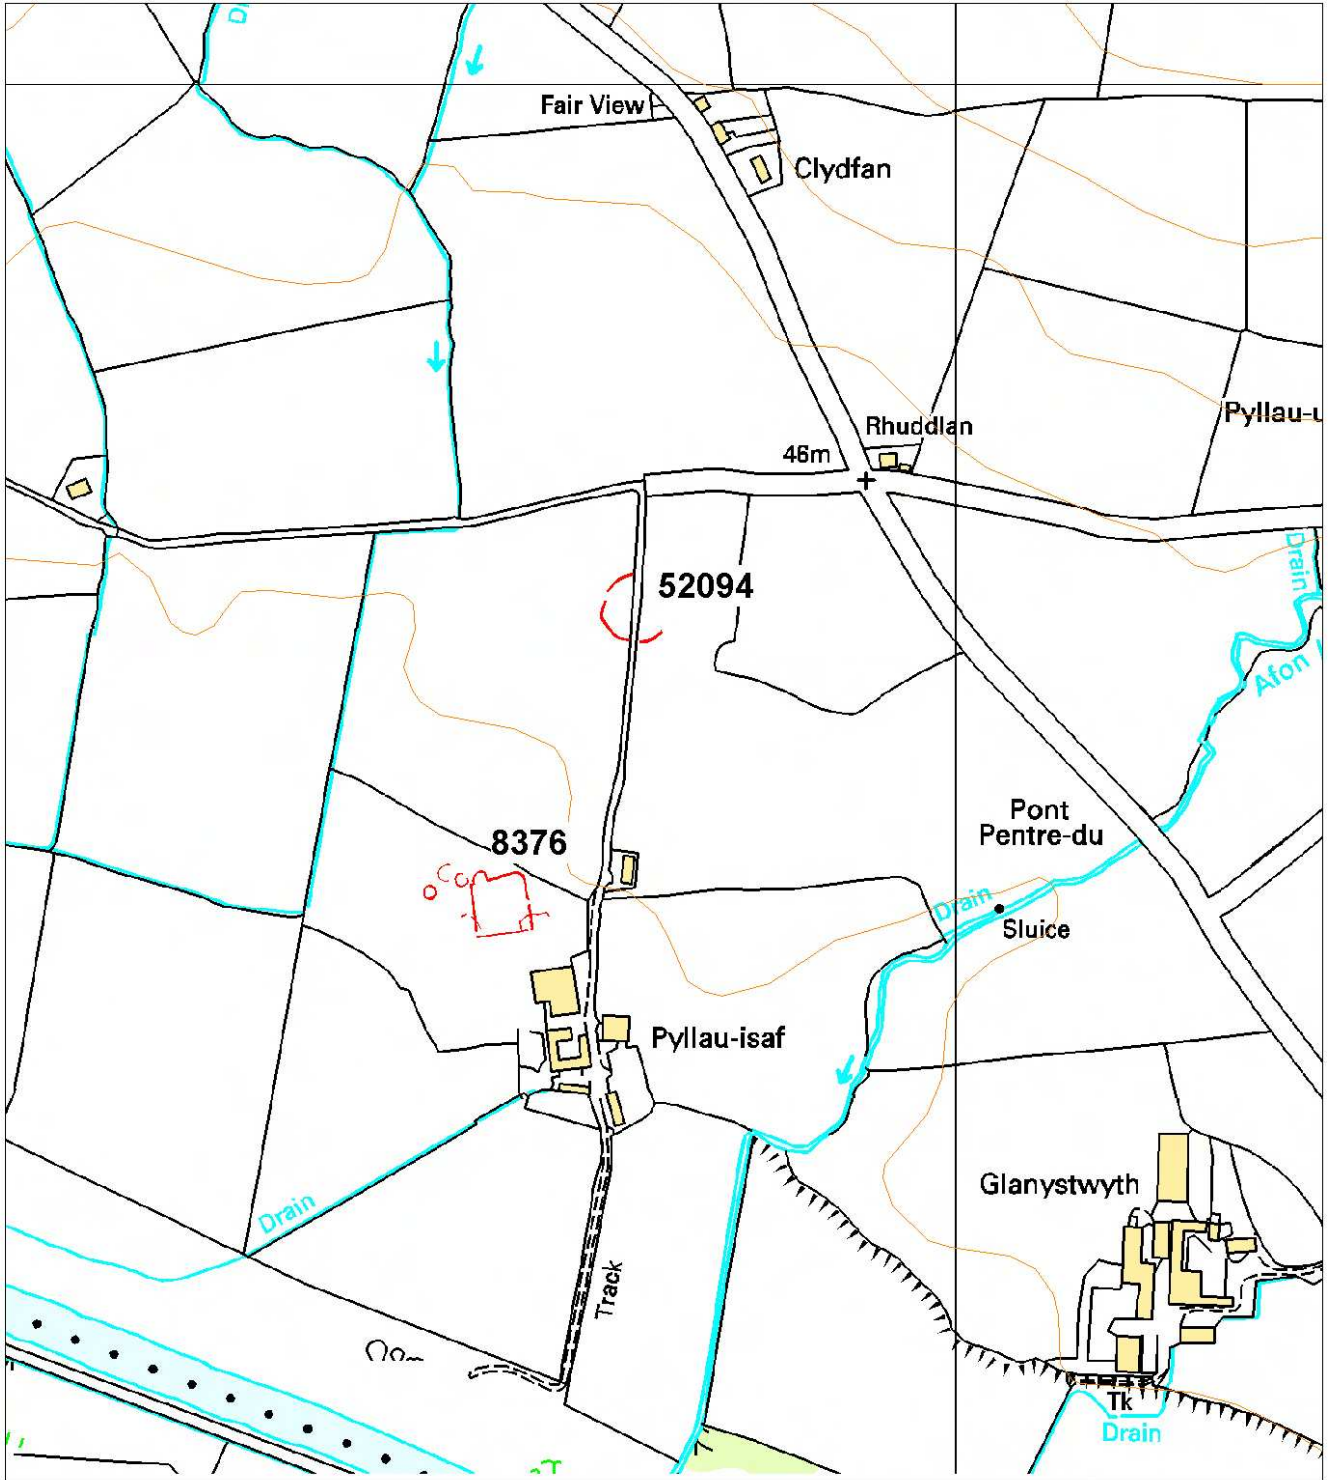 Fair View
Clydfan
Rhuddlan
46m
Pyllau-u
Drain
52094
Afon
Pont
Pentre-du
8376
Drain
Sluice
Pyllau-isaf
Glanystwyth
Drain
Track
Tk
Drain